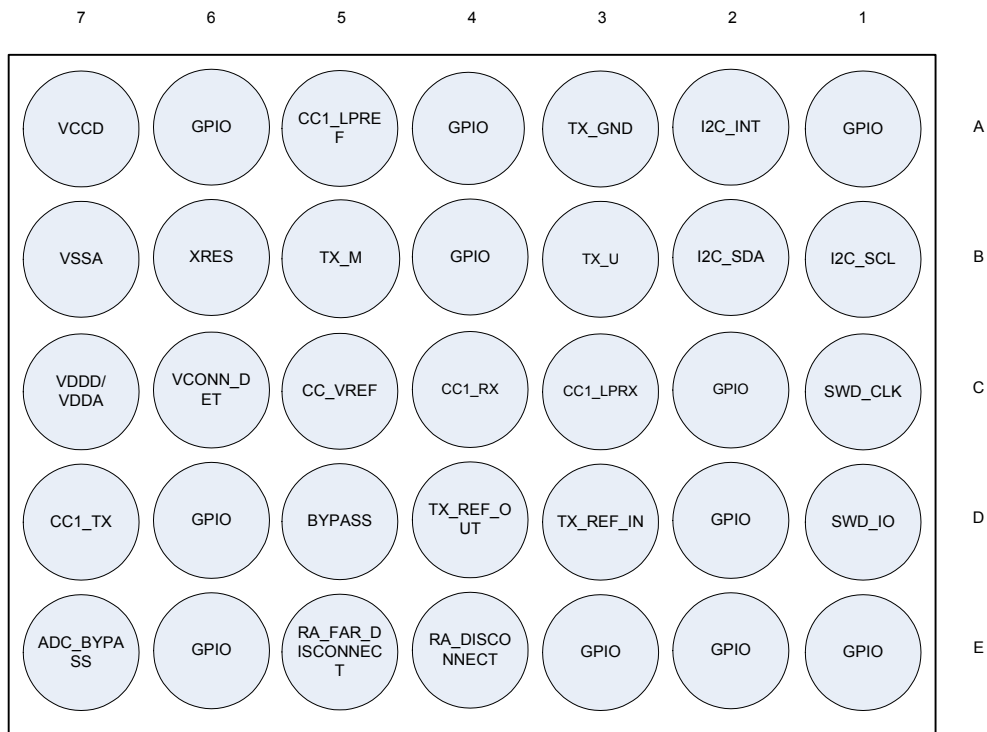 7 6 5 4 3 2 1
VCCD
GPIO
CC1_LPRE
F
GPIO
TX_GND
I2C_INT
GPIO
A
VSSA
XRES
TX_M
GPIO
TX_U
I2C_SDA
I2C_SCL
B
VDDD/
VDDA
VCONN_D
ET
CC_VREF
CC1_RX
CC1_LPRX
GPIO
SWD_CLK
C
CC1_TX
GPIO
BYPASS
TX_REF_O
UT
TX_REF_IN
GPIO
SWD_IO
D
ADC_BYPA
SS
GPIO
RA_FAR_D
ISCONNEC
T
RA_DISCO
NNECT
GPIO
GPIO
GPIO
E